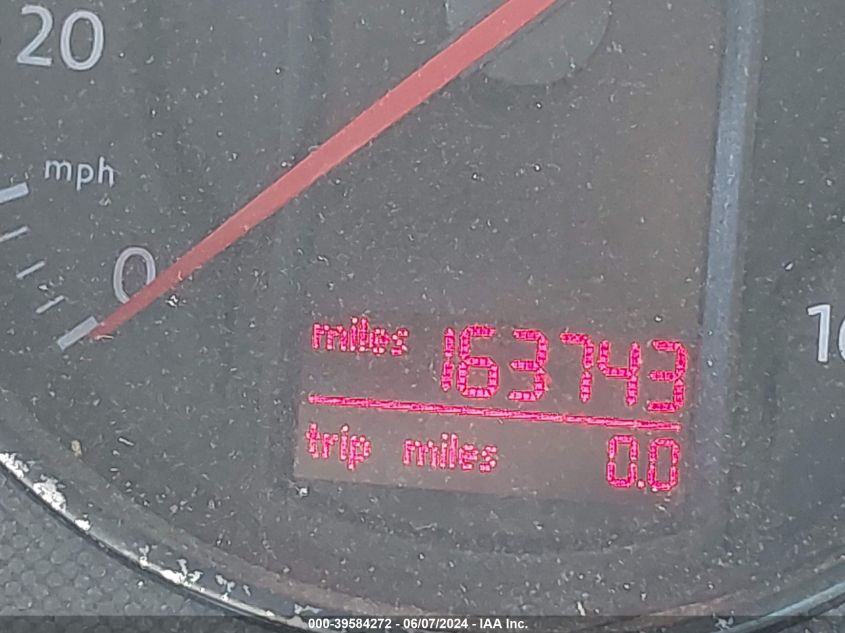 20
mph
0
miles 163743
trip miles 0.0
000-39584272 - 06/07/2024 - IAA Inc.